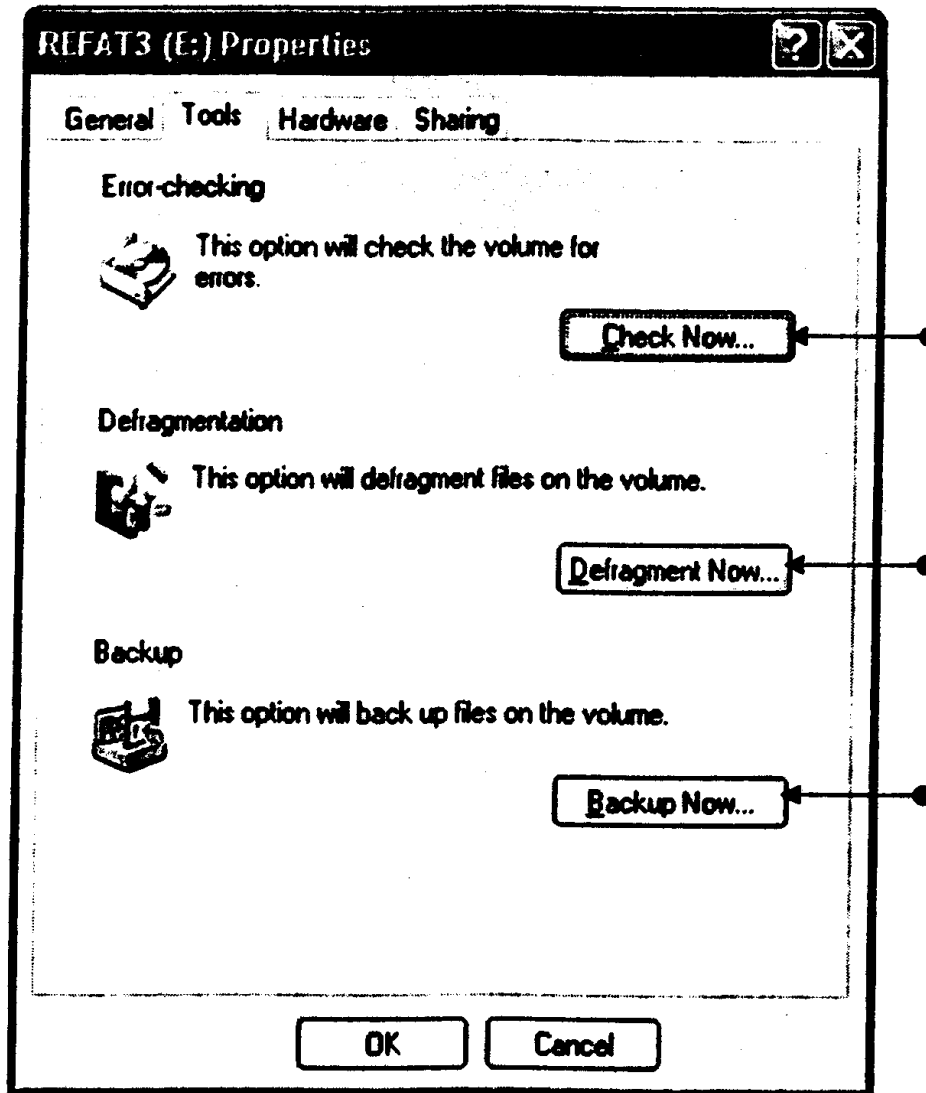 REFAT3 (E:) Properties
General Tools Hardware Sharing
Error-checking
This option will check the volume for
errors.
Check Now...
Defragmentation
This option will defragment files on the volume.
Defragment Now...
Backup
This option will back up files on the volume.
Backup Now...
OK Cancel